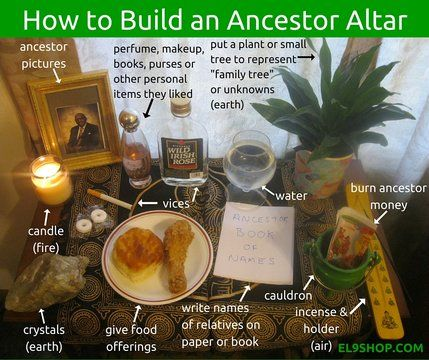 How to Build an Ancestor Altar
ancestor
pictures
perfume, makeup,
books, purses or
other personal
items they liked
put a plant or small
tree to represent
"family tree"
or unknowns
(earth)
WILD
IRISH
ROSE
water
burn ancestor
money
vices
candle
(fire)
ANCESTOR
BOOK
OF
NAMES
crystals
(earth)
give food
offerings
write names
of relatives on
paper or book
cauldron
incense &
holder
(air)
EL9SHOP.COM